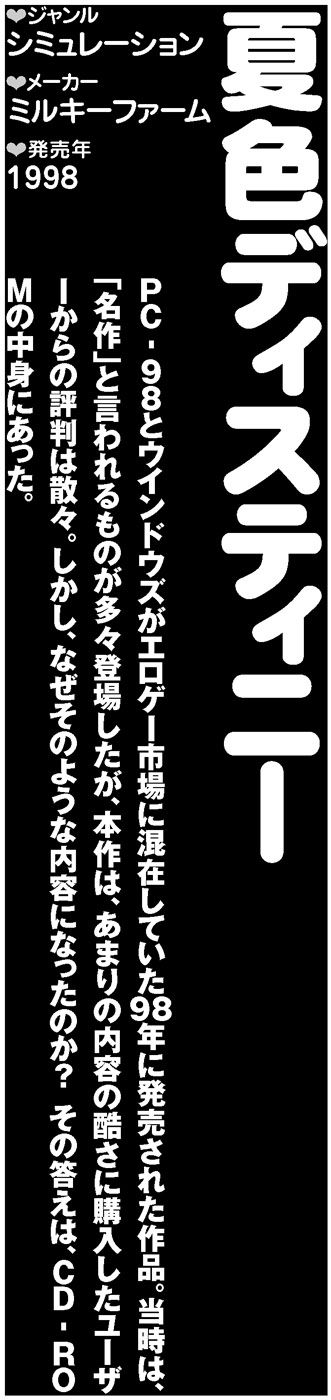 夏色ディスティニー
❤ジャンル
シミュレーション
❤メーカー
ミルキーファーム
❤発売年
1998
PC-98とウインドウズがエロゲー市場に混在していた98年に発売された作品。当時は、
「名作」と言われるものが多々登場したが、本作は、あまりの内容の酷さに購入したユーザ
ーからの評判は散々。しかし、なぜそのような内容になったのか? その答えは、CD-RO
Mの中身にあった。